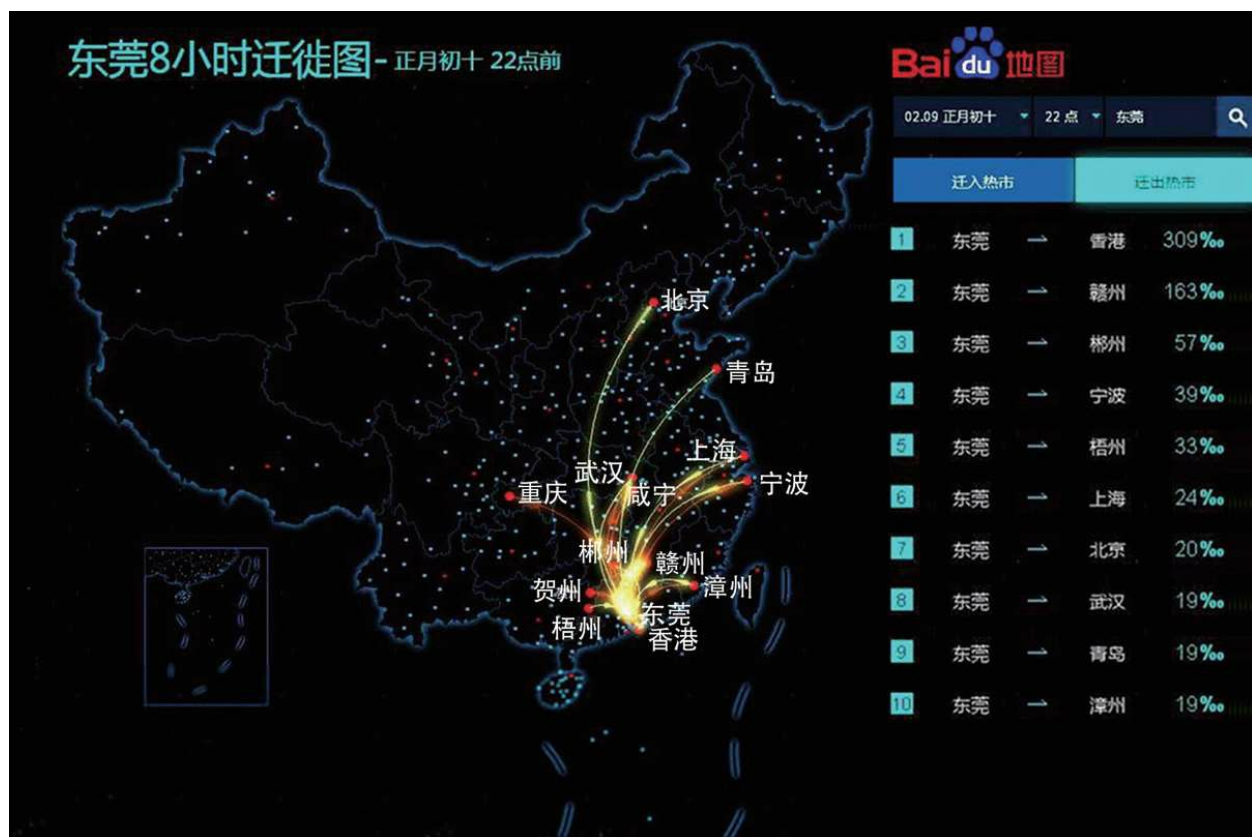 东莞8小时迁徙图-正月初十 22点前
Baidu地图
02.09 正月初十 22点 东莞
迁入热市 迁出热市
1 东莞 → 香港 309‰
2 东莞 → 赣州 163‰
3 东莞 → 郴州 57‰
4 东莞 → 宁波 39‰
5 东莞 → 梧州 33‰
6 东莞 → 上海 24‰
7 东莞 → 北京 20‰
8 东莞 → 武汉 19‰
9 东莞 → 青岛 19‰
10 东莞 → 漳州 19‰
北京
青岛
上海
武汉
宁波
重庆
咸宁
郴州
赣州
贺州
漳州
东莞
梧州
香港